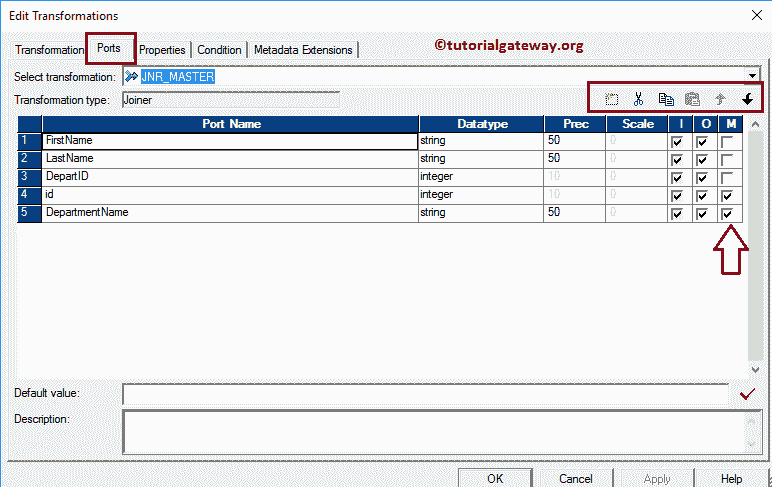 Edit Transformations
Transformation Ports Properties Condition Metadata Extensions ©tutorialgateway.org
Select transformation: JNR_MASTER
Transformation type: Joiner
Port Name Datatype Prec Scale I O M
1 FirstName string 50 0
2 LastName string 50 0
3 DepartID integer 10 0
4 id integer 10 0
5 DepartmentName string 50 0
Default value:
Description:
OK Cancel Apply Help